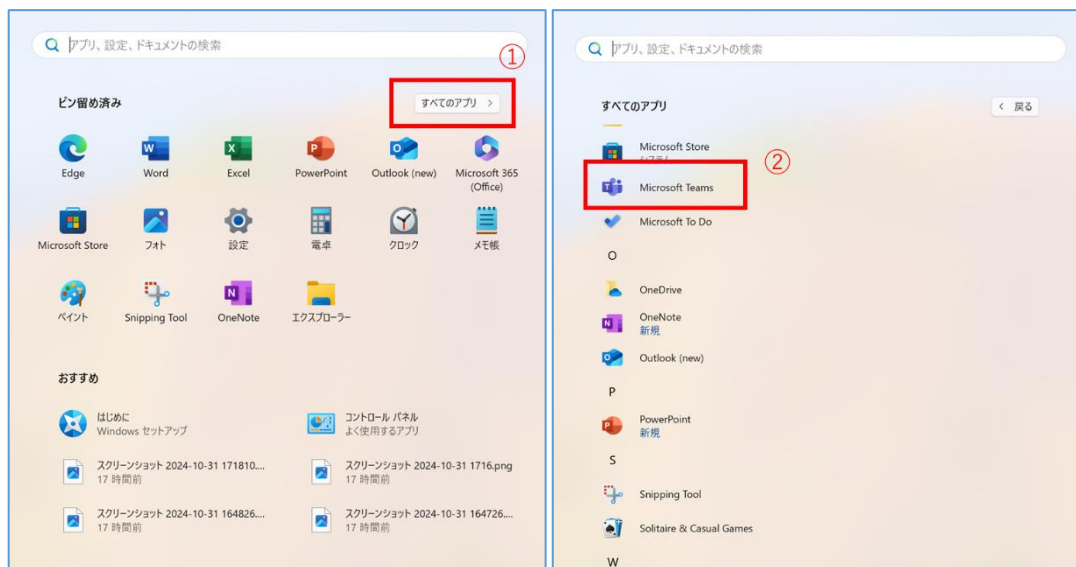 アプリ、設定、ドキュメントの検索
①
ピン留め済み
すべてのアプリ >
Edge
Word
Excel
PowerPoint
Outlook (new)
Microsoft 365
(Office)
Microsoft Store
フォト
設定
電卓
クロック
メモ帳
ペイント
Snipping Tool
OneNote
エクスプローラー
おすすめ
はじめに
Windows セットアップ
コントロール パネル
よく使用するアプリ
スクリーンショット 2024-10-31 171810....
17 時間前
スクリーンショット 2024-10-31 1716.png
17 時間前
スクリーンショット 2024-10-31 164826....
17 時間前
スクリーンショット 2024-10-31 164726....
17 時間前
アプリ、設定、ドキュメントの検索
すべてのアプリ
< 戻る
Microsoft Store
システム
②
Microsoft Teams
Microsoft To Do
O
OneDrive
OneNote
新規
Outlook (new)
P
PowerPoint
新規
S
Snipping Tool
Solitaire & Casual Games
W